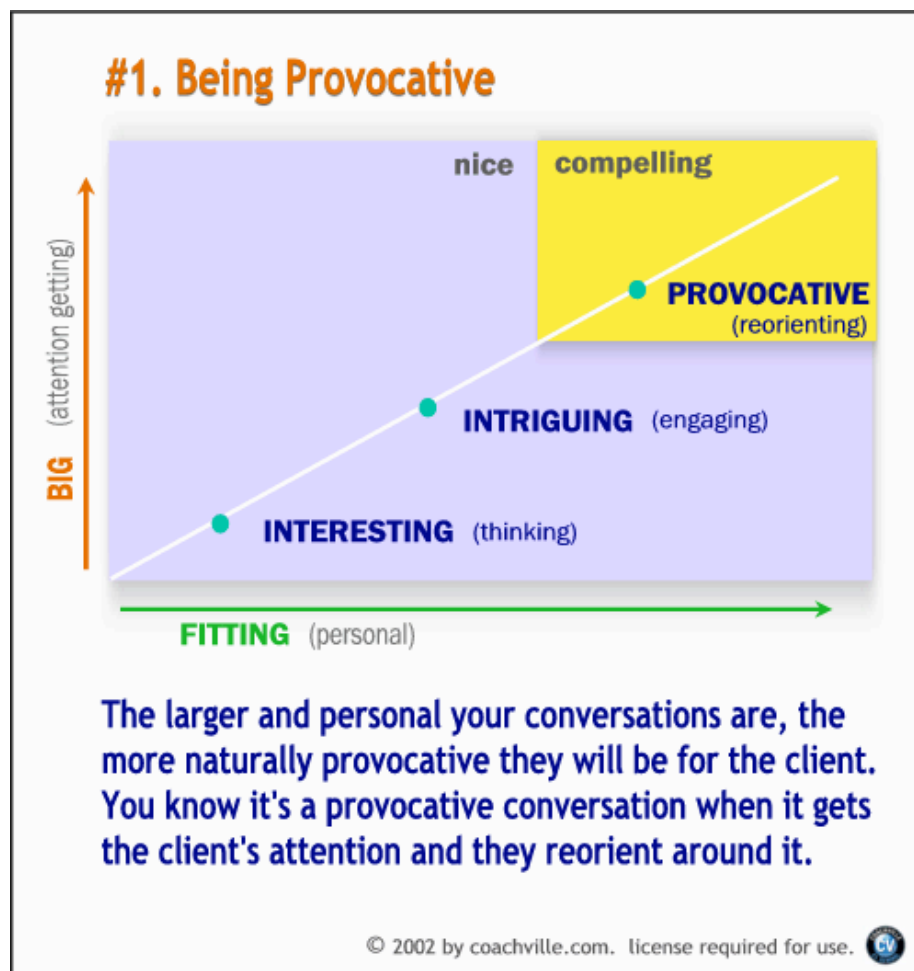 #1. Being Provocative
nice compelling
BIG (attention getting)
PROVOCATIVE
(reorienting)
INTRIGUING (engaging)
INTERESTING (thinking)
FITTING (personal)
The larger and personal your conversations are, the
more naturally provocative they will be for the client.
You know it's a provocative conversation when it gets
the client's attention and they reorient around it.
© 2002 by coachville.com. license required for use.
CV